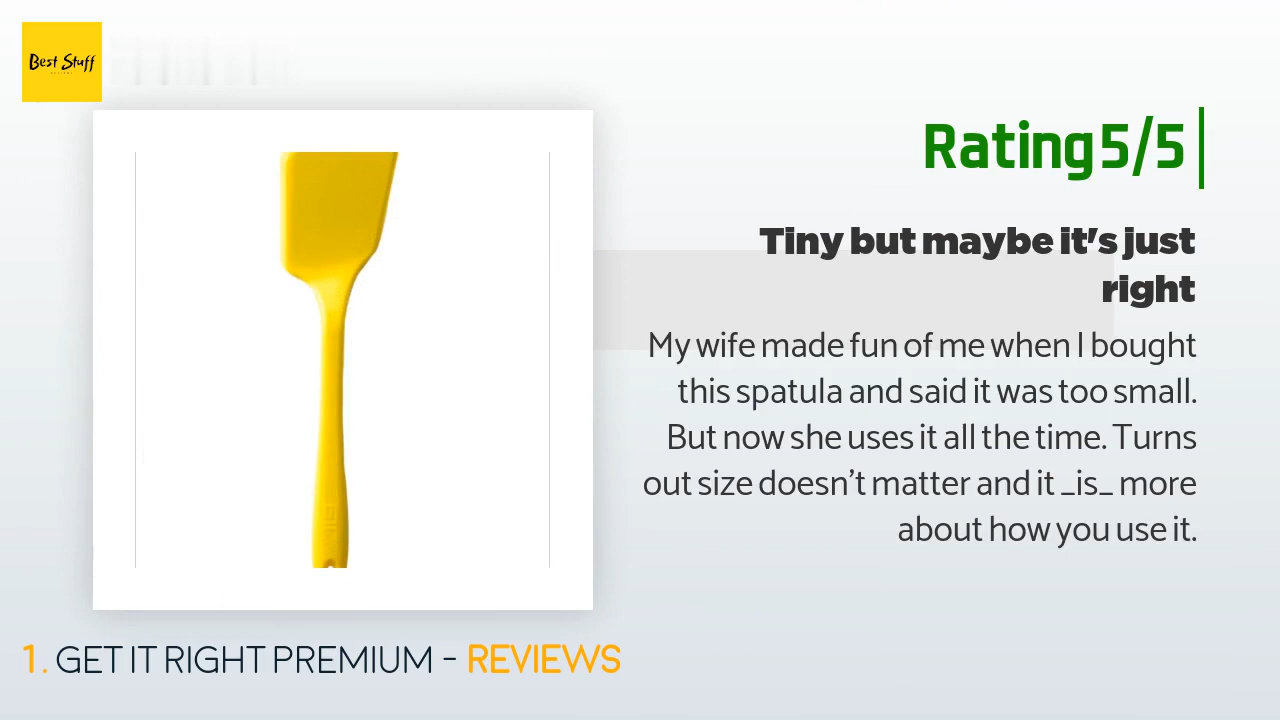 Best Stuff
Rating 5/5
Tiny but maybe it's just
right
My wife made fun of me when I bought
this spatula and said it was too small.
But now she uses it all the time. Turns
out size doesn't matter and it _is_ more
about how you use it.
1. GET IT RIGHT PREMIUM - REVIEWS